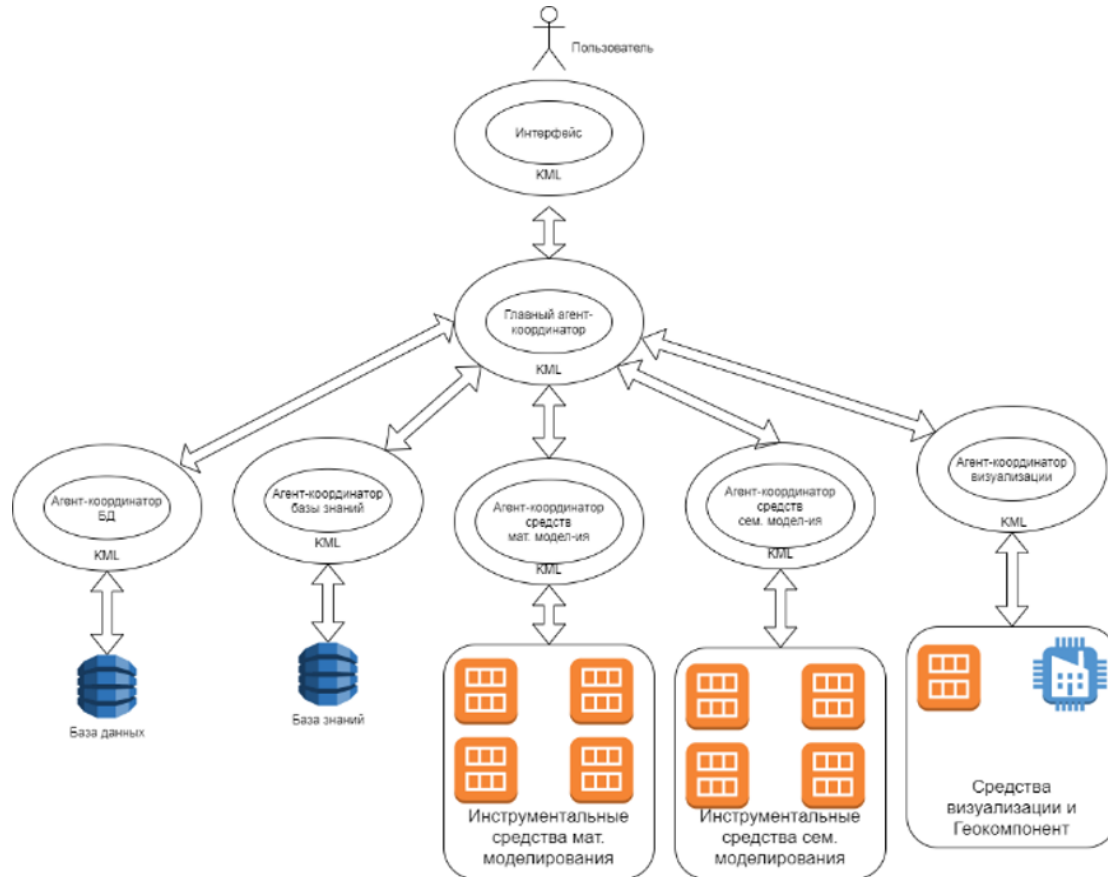 Пользователь
Интерфейс
KML
Главный агент-
координатор
KML
Агент-координатор
БД
KML
Агент-координатор
базы знаний
KML
Агент-координатор
средств
мат. модел-ия
KML
Агент-координатор
средств
сем. модел-ия
KML
Агент-координатор
визуализации
KML
База данных
База знаний
Инструментальные
средства мат.
моделирования
Инструментальные
средства сем.
моделирования
Средства
визуализации и
Геокомпонент